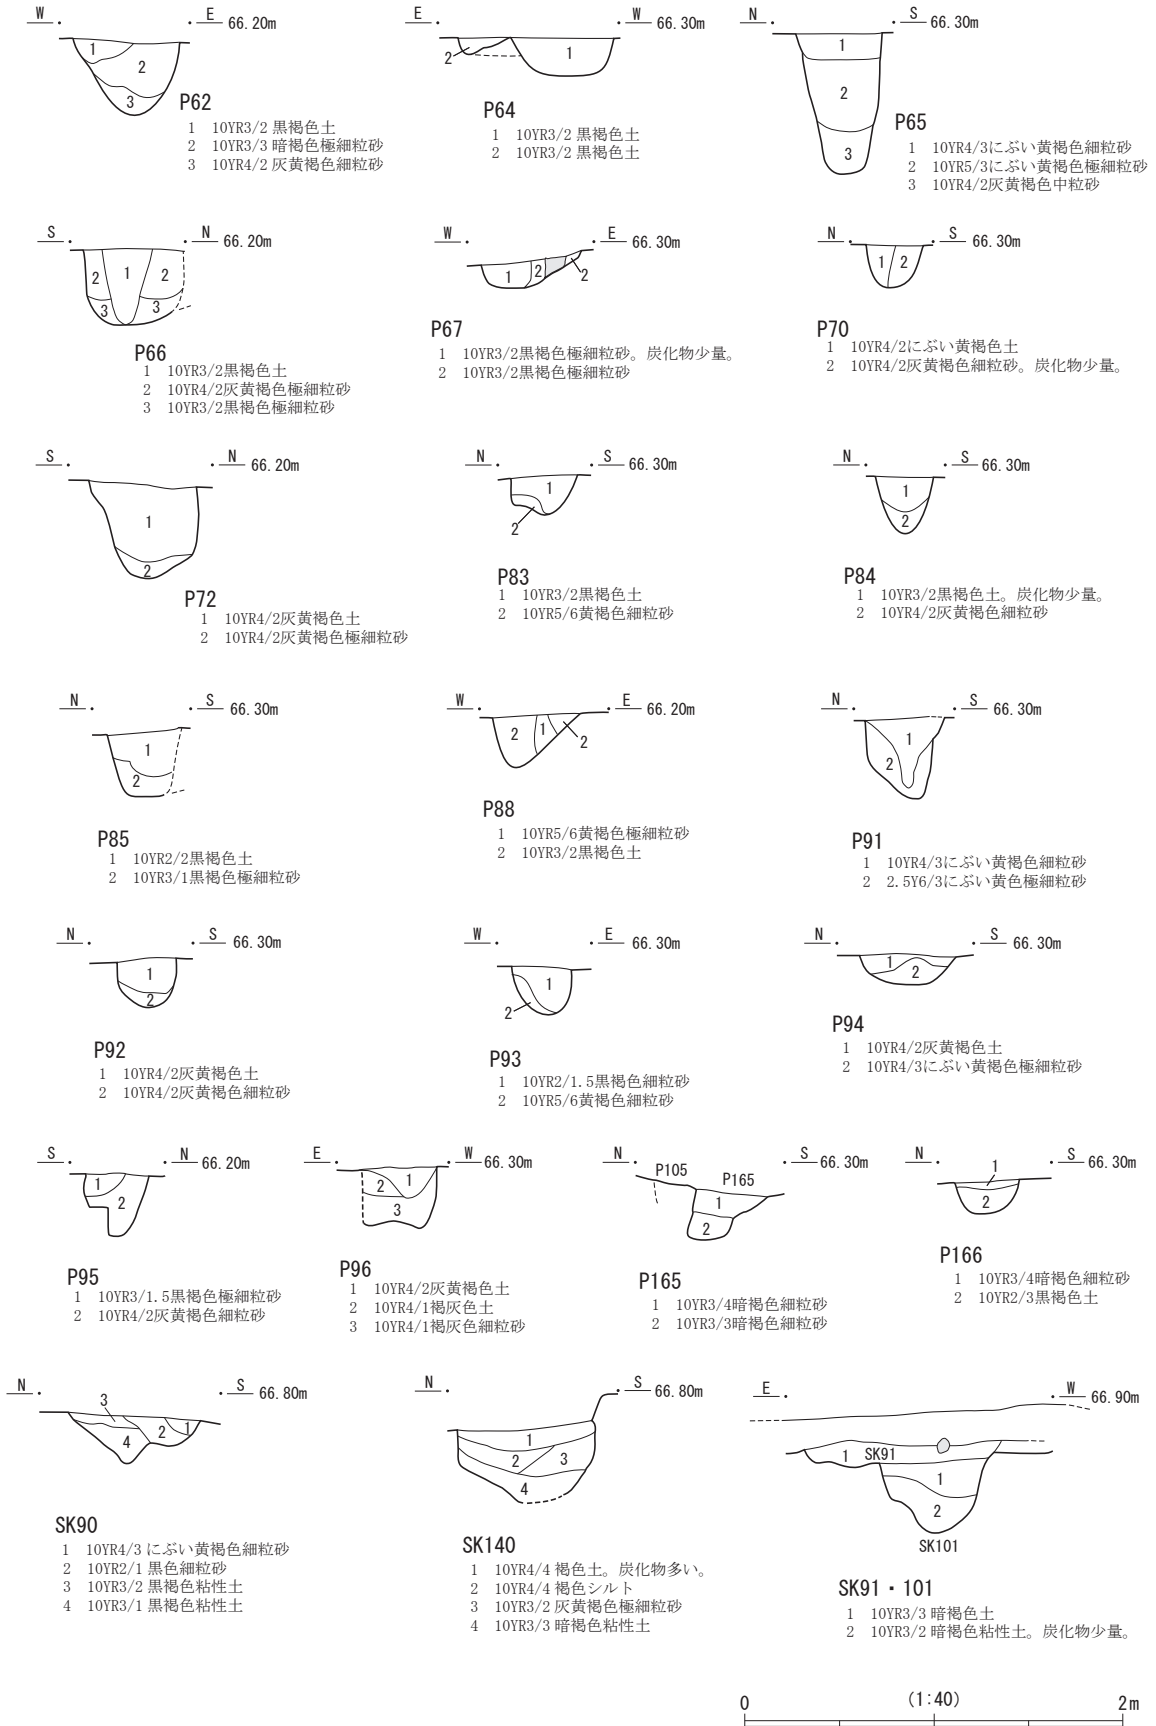 W E 66.20m
1
2
3
P62
1 10YR3/2 黒褐色土
2 10YR3/3 暗褐色極細粒砂
3 10YR4/2 灰黄褐色細粒砂
E W 66.30m
1
2
P64
1 10YR3/2 黒褐色土
2 10YR3/2 黒褐色土
N S 66.30m
1
2
3
P65
1 10YR4/3にぶい黄褐色細粒砂
2 10YR5/3にぶい黄褐色極細粒砂
3 10YR4/2灰黄褐色中粒砂
S N 66.20m
2 1 2
3 3
P66
1 10YR3/2黒褐色土
2 10YR4/2灰黄褐色極細粒砂
3 10YR3/2黒褐色極細粒砂
W E 66.30m
1 2 2
P67
1 10YR3/2黒褐色極細粒砂。炭化物少量。
2 10YR3/2黒褐色極細粒砂
N S 66.30m
1 2
P70
1 10YR4/2にぶい黄褐色土
2 10YR4/2灰黄褐色細粒砂。炭化物少量。
S N 66.20m
1
2
P72
1 10YR4/2灰黄褐色土
2 10YR4/2灰黄褐色極細粒砂
N S 66.30m
1
2
P83
1 10YR3/2黒褐色土
2 10YR5/6黄褐色細粒砂
N S 66.30m
1
2
P84
1 10YR3/2黒褐色土。炭化物少量。
2 10YR4/2灰黄褐色細粒砂
N S 66.30m
1
2
P85
1 10YR2/2黒褐色土
2 10YR3/1黒褐色極細粒砂
W E 66.20m
2 1 2
P88
1 10YR5/6黄褐色極細粒砂
2 10YR3/2黒褐色土
N S 66.30m
1
2
P91
1 10YR4/3にぶい黄褐色細粒砂
2 2.5Y6/3にぶい黄色極細粒砂
N S 66.30m
1
2
P92
1 10YR4/2灰黄褐色土
2 10YR4/2灰黄褐色細粒砂
W E 66.30m
1
2
P93
1 10YR2/1.5黒褐色細粒砂
2 10YR5/6黄褐色細粒砂
N S 66.30m
1 2
P94
1 10YR4/2灰黄褐色土
2 10YR4/3にぶい黄褐色極細粒砂
S N 66.20m
1
2
P95
1 10YR3/1.5黒褐色極細粒砂
2 10YR4/2灰黄褐色細粒砂
E W 66.30m
2 1
3
P96
1 10YR4/2灰黄褐色土
2 10YR4/1褐灰色土
3 10YR4/1褐灰色細粒砂
N S 66.30m
P105 P165
1
2
P165
1 10YR3/4暗褐色細粒砂
2 10YR3/3暗褐色細粒砂
N S 66.30m
1
2
P166
1 10YR3/4暗褐色細粒砂
2 10YR2/3黒褐色土
N S 66.80m
3
4 2 1
SK90
1 10YR4/3 にぶい黄褐色細粒砂
2 10YR2/1 黒色細粒砂
3 10YR3/2 黒褐色粘性土
4 10YR3/1 黒褐色粘性土
N S 66.80m
1
2 3
4
SK140
1 10YR4/4 褐色土。炭化物多い。
2 10YR4/4 褐色シルト
3 10YR3/2 灰黄褐色極細粒砂
4 10YR3/3 暗褐色粘性土
E W 66.90m
1 SK91
1
2
SK101
SK91・101
1 10YR3/3 暗褐色土
2 10YR3/2 暗褐色粘性土。炭化物少量。
0 (1:40) 2m